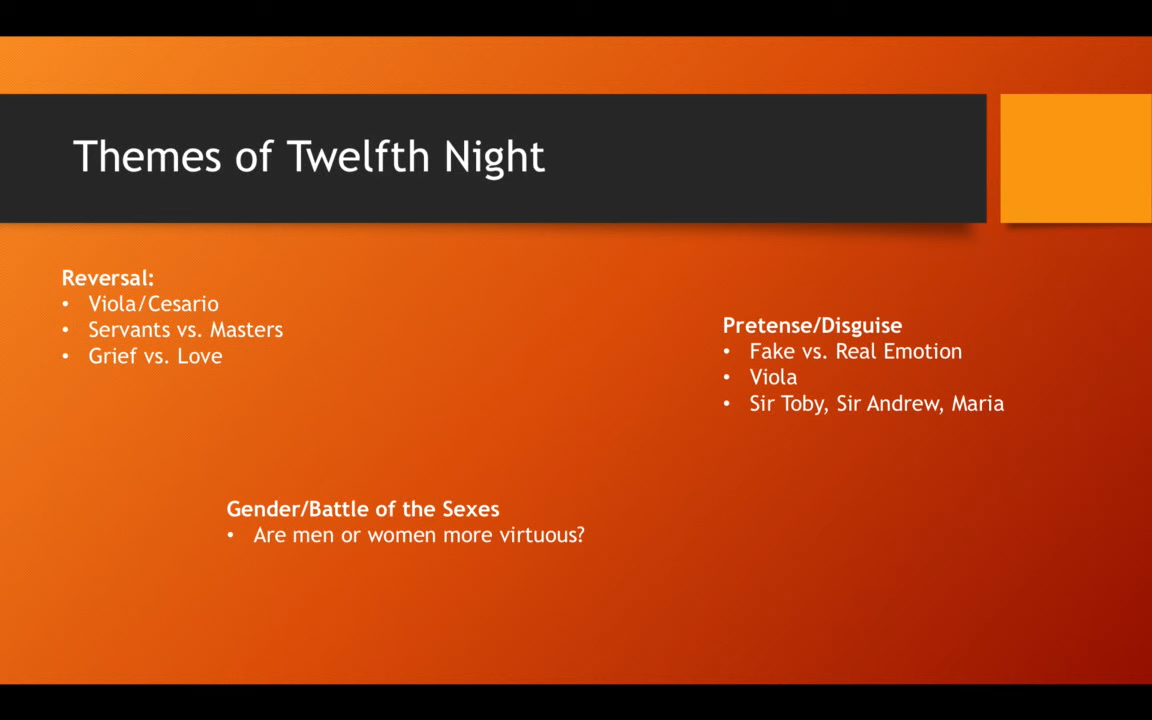 Themes of Twelfth Night
Reversal:
• Viola/Cesario
• Servants vs. Masters
• Grief vs. Love
Pretense/Disguise
• Fake vs. Real Emotion
• Viola
• Sir Toby, Sir Andrew, Maria
Gender/Battle of the Sexes
• Are men or women more virtuous?